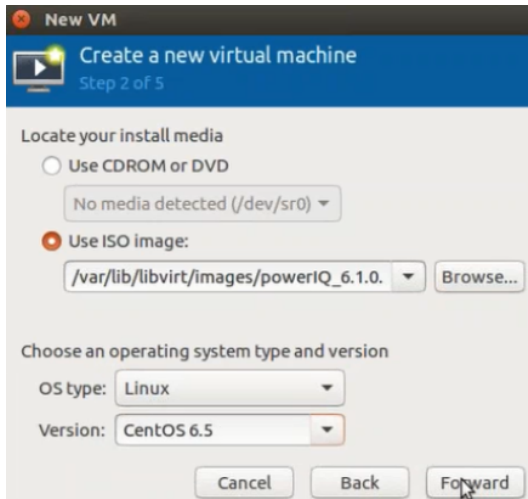 New VM
Create a new virtual machine
Step 2 of 5
Locate your install media
Use CDROM or DVD
No media detected (/dev/sr0)
Use ISO image:
/var/lib/libvirt/images/powerIQ_6.1.0. Browse...
Choose an operating system type and version
OS type: Linux
Version: CentOS 6.5
Cancel Back Forward